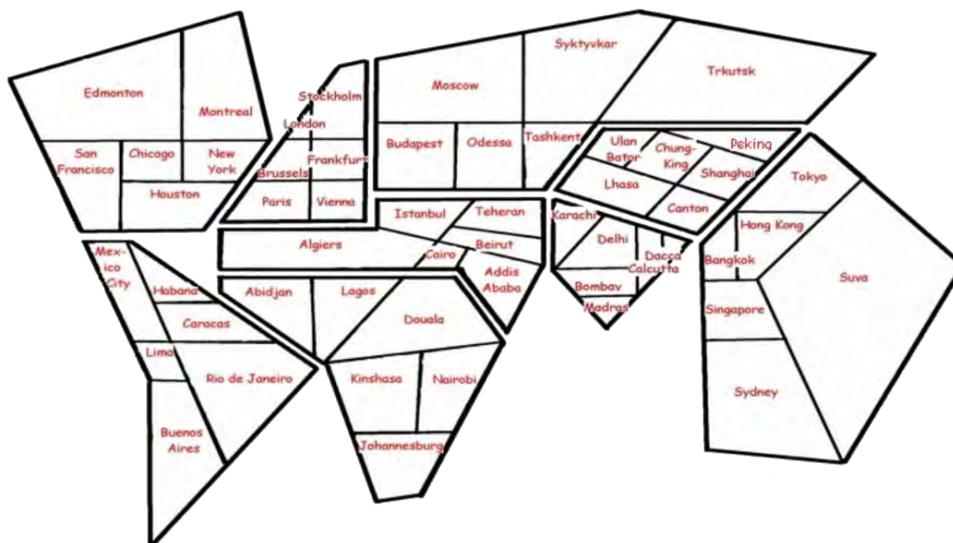 Edmonton
Montreal
San
Francisco
Chicago
New
York
Houston
Stockholm
London
Frankfurt
Brussels
Paris
Vienna
Moscow
Syktyvkar
Trkutsk
Budapest
Odessa
Tashkent
Ulan
Bator
Chung-
King
Peking
Shanghai
Lhasa
Canton
Istanbul
Teheran
Algiers
Cairo
Beirut
Addis
Ababa
Karachi
Delhi
Dacca
Calcutta
Bombay
Madras
Tokyo
Hong Kong
Bangkok
Suva
Singapore
Sydney
Mex-
ico
City
Habana
Caracas
Lima
Rio de Janeiro
Buenos
Aires
Abidjan
Lagos
Douala
Kinshasa
Nairobi
Johannesburg